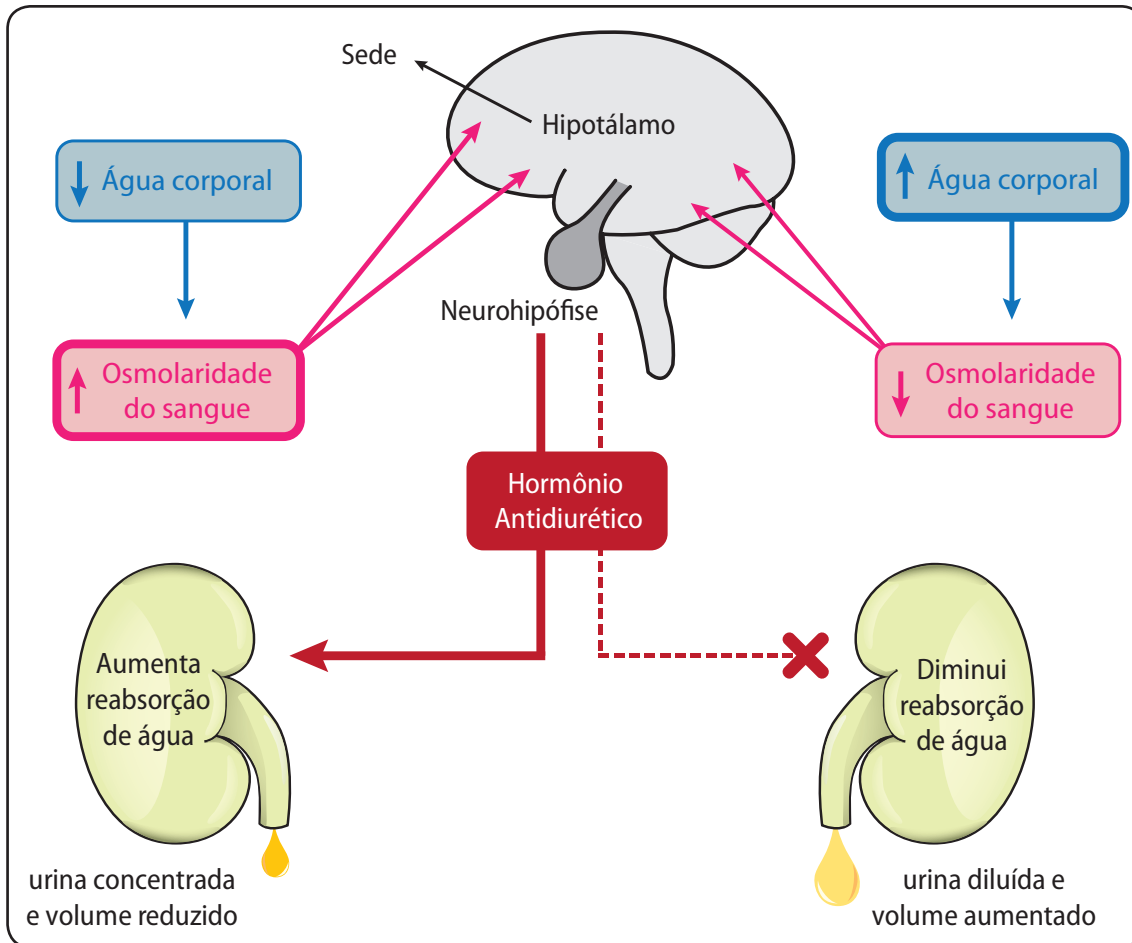 Sede
Hipotálamo
Água corporal
Água corporal
Neurohipófise
Osmolaridade
do sangue
Osmolaridade
do sangue
Hormônio
Antidiurético
Aumenta
reabsorção
de água
Diminui
reabsorção
de água
urina concentrada
e volume reduzido
urina diluída e
volume aumentado